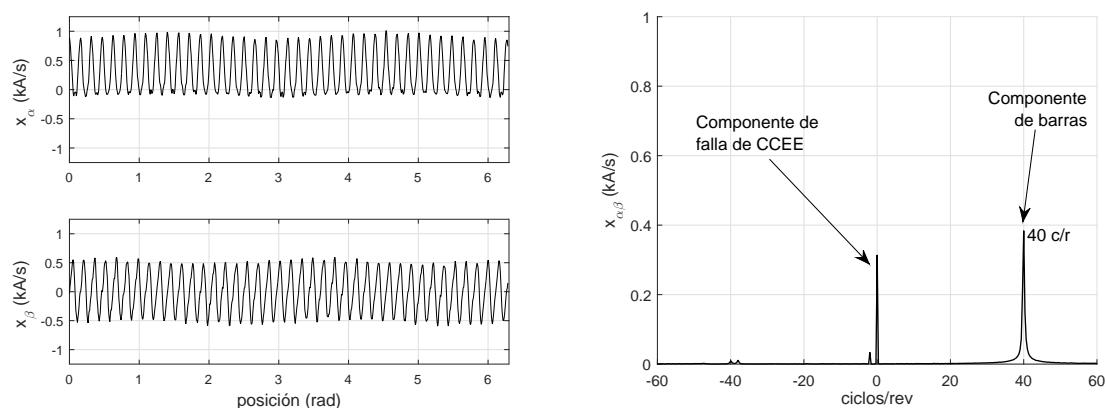 1
0.5
0
-0.5
-1
x α (kA/s)
0 1 2 3 4 5 6
1
0.5
0
-0.5
-1
x β (kA/s)
0 1 2 3 4 5 6
posición (rad)
1
0.8
0.6
0.4
0.2
0
x αβ (kA/s)
Componente de
falla de CCEE
Componente
de barras
40 c/r
-60 -40 -20 0 20 40 60
ciclos/rev